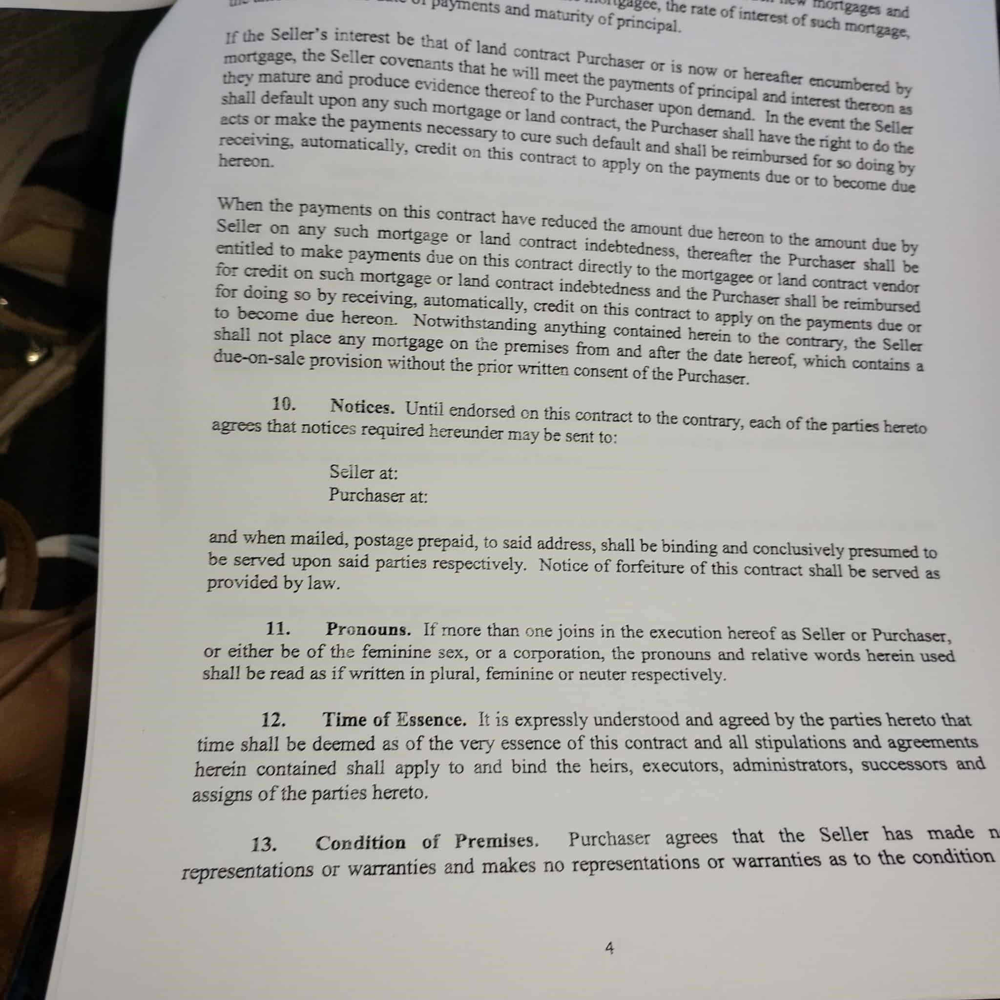 payments and maturity of principal.
mortgagee, the rate of interest of such mortgage,
new mortgages and
If the Seller's interest be that of land contract Purchaser or is now or hereafter encumbered by
mortgage, the Seller covenants that he will meet the payments of principal and interest thereon as
they mature and produce evidence thereof to the Purchaser upon demand. In the event the Seller
shall default upon any such mortgage or land contract, the Purchaser shall have the right to do the
acts or make the payments necessary to cure such default and shall be reimbursed for so doing by
receiving, automatically, credit on this contract to apply on the payments due or to become due
hereon.
When the payments on this contract have reduced the amount due hereon to the amount due by
Seller on any such mortgage or land contract indebtedness, thereafter the Purchaser shall be
entitled to make payments due on this contract directly to the mortgagee or land contract vendor
for credit on such mortgage or land contract indebtedness and the Purchaser shall be reimbursed
for doing so by receiving, automatically, credit on this contract to apply on the payments due or
to become due hereon. Notwithstanding anything contained herein to the contrary, the Seller
shall not place any mortgage on the premises from and after the date hereof, which contains a
due-on-sale provision without the prior written consent of the Purchaser.
10. Notices. Until endorsed on this contract to the contrary, each of the parties hereto
agrees that notices required hereunder may be sent to:
Seller at:
Purchaser at:
and when mailed, postage prepaid, to said address, shall be binding and conclusively presumed to
be served upon said parties respectively. Notice of forfeiture of this contract shall be served as
provided by law.
11. Pronouns. If more than one joins in the execution hereof as Seller or Purchaser,
or either be of the feminine sex, or a corporation, the pronouns and relative words herein used
shall be read as if written in plural, feminine or neuter respectively.
12. Time of Essence. It is expressly understood and agreed by the parties hereto that
time shall be deemed as of the very essence of this contract and all stipulations and agreements
herein contained shall apply to and bind the heirs, executors, administrators, successors and
assigns of the parties hereto.
13. Condition of Premises. Purchaser agrees that the Seller has made n
representations or warranties and makes no representations or warranties as to the condition
4